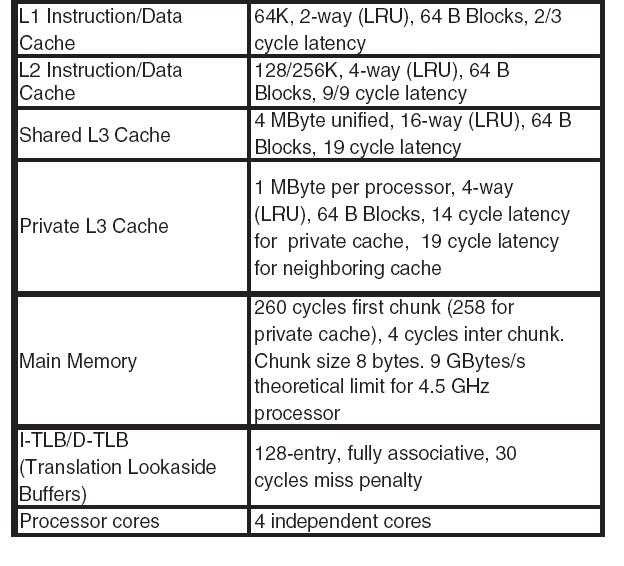 L1 Instruction/Data
Cache
64K, 2-way (LRU), 64 B Blocks, 2/3
cycle latency
L2 Instruction/Data
Cache
128/256K, 4-way (LRU), 64 B
Blocks, 9/9 cycle latency
Shared L3 Cache
4 MByte unified, 16-way (LRU), 64 B
Blocks, 19 cycle latency
Private L3 Cache
1 MByte per processor, 4-way
(LRU), 64 B Blocks, 14 cycle latency
for private cache, 19 cycle latency
for neighboring cache
Main Memory
260 cycles first chunk (258 for
private cache), 4 cycles inter chunk.
Chunk size 8 bytes. 9 GBytes/s
theoretical limit for 4.5 GHz
processor
I-TLB/D-TLB
(Translation Lookaside
Buffers)
128-entry, fully associative, 30
cycles miss penalty
Processor cores
4 independent cores